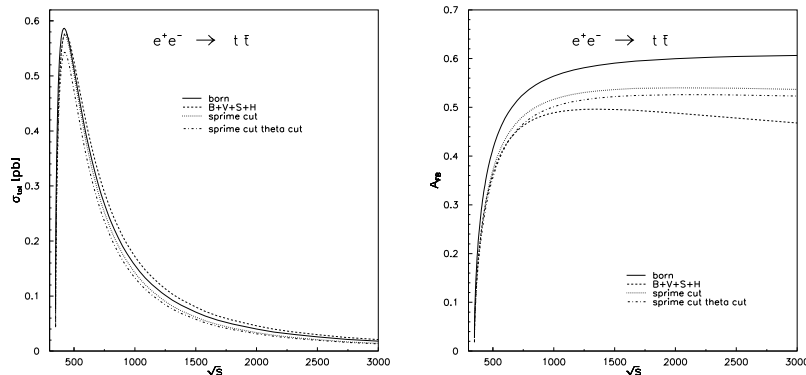 0.6
0.5
0.4
0.3
0.2
0.1
0
σtot [pb]
e⁺e⁻ → t t̄
born
B+V+S+H
sprime cut
sprime cut theta cut
500 1000 1500 2000 2500 3000
√s
0.7
0.6
0.5
0.4
0.3
0.2
0.1
0
A_FB
e⁺e⁻ → t t̄
born
B+V+S+H
sprime cut
sprime cut theta cut
500 1000 1500 2000 2500 3000
√s